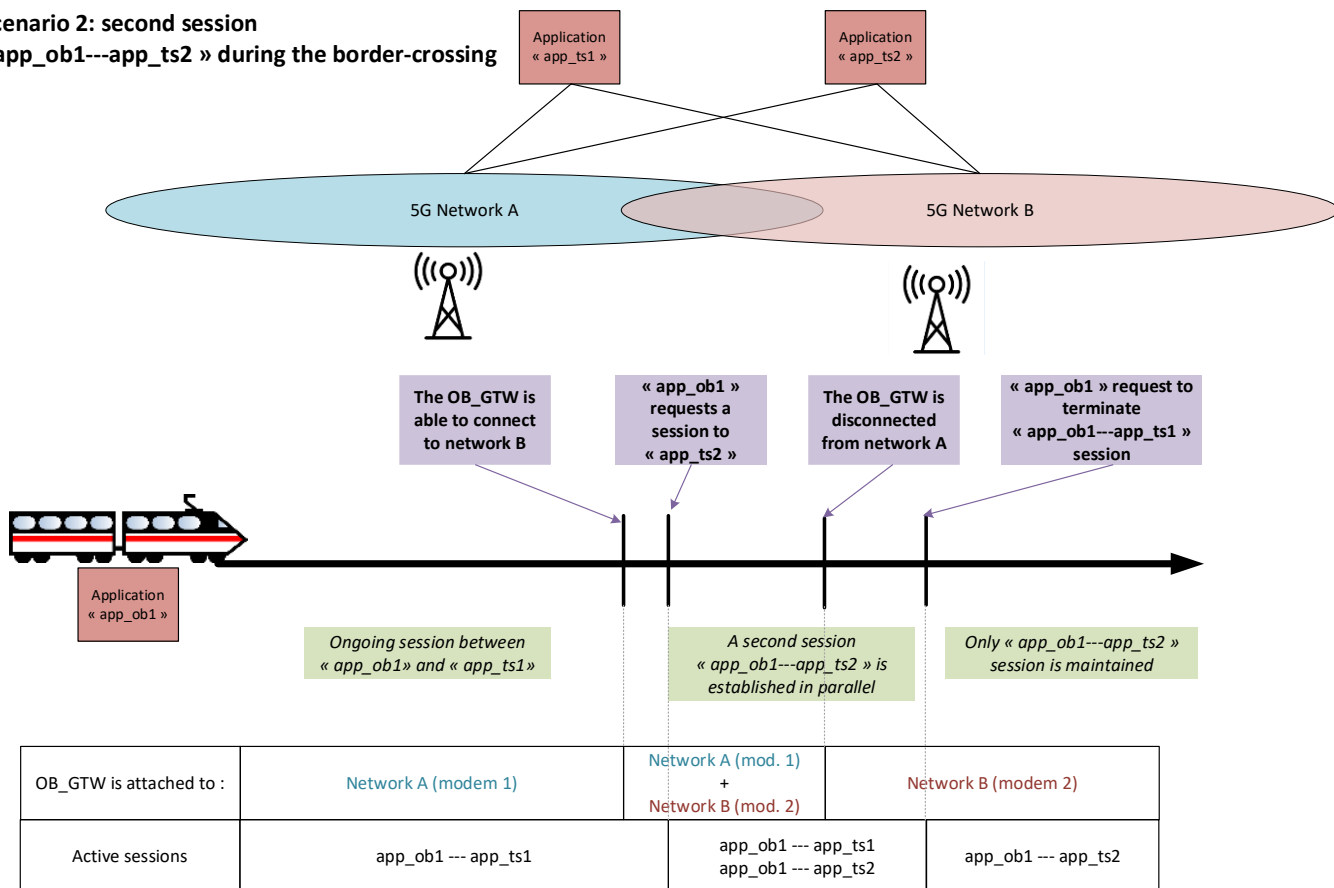 cenario 2: second session
app_ob1---app_ts2 » during the border-crossing
Application
« app_ts1 »
Application
« app_ts2 »
5G Network A
5G Network B
The OB_GTW is
able to connect
to network B
« app_ob1 »
requests a
session to
« app_ts2 »
The OB_GTW is
disconnected
from network A
« app_ob1 » request to
terminate
« app_ob1---app_ts1 »
session
Application
« app_ob1 »
Ongoing session between
« app_ob1» and « app_ts1»
A second session
« app_ob1---app_ts2 » is
established in parallel
Only « app_ob1---app_ts2 »
session is maintained
OB_GTW is attached to :
Network A (modem 1)
Network A (mod. 1)
+
Network B (mod. 2)
Network B (modem 2)
Active sessions
app_ob1 --- app_ts1
app_ob1 --- app_ts1
app_ob1 --- app_ts2
app_ob1 --- app_ts2